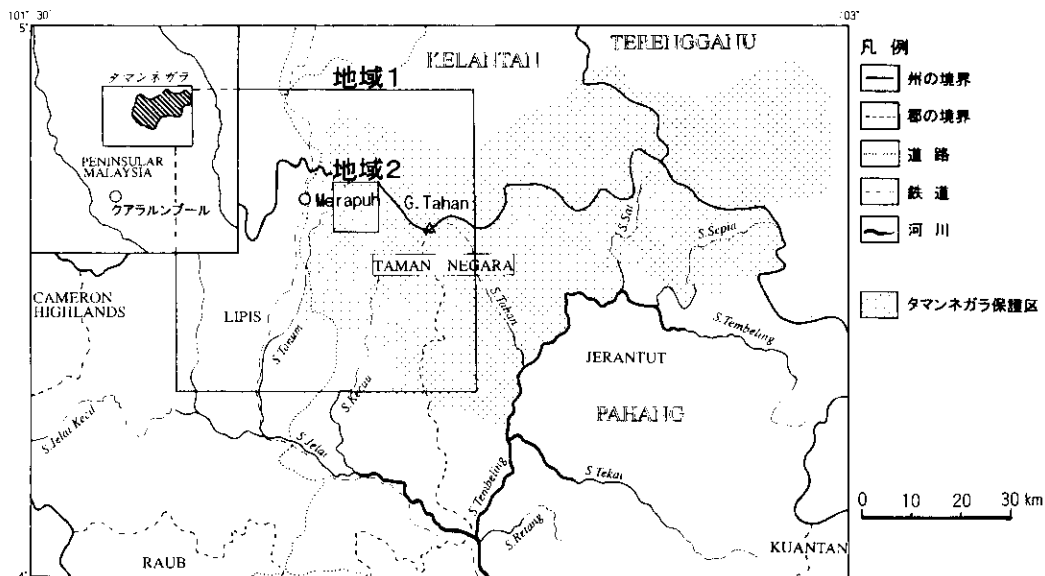 101°30'
103°
5°
4°
タマンネガラ
PENINSULAR
MALAYSIA
クアラルンプール
KELANTAN
TERENGGANU
地域1
地域2
Merapuh
G. Tahan
TAMAN NEGARA
CAMERON
HIGHLANDS
LIPIS
S.Tanum
S.Kecau
S.Tahan
S.Sat
S.Sepia
S.Tembeling
JERANTUT
PAHANG
S.Jelai Kecil
S.Jelai
S.Tembeling
S Tekai
S.Retang
RAUB
KUANTAN
凡 例
州の境界
郡の境界
道 路
鉄 道
河 川
タマンネガラ保護区
0 10 20 30 km